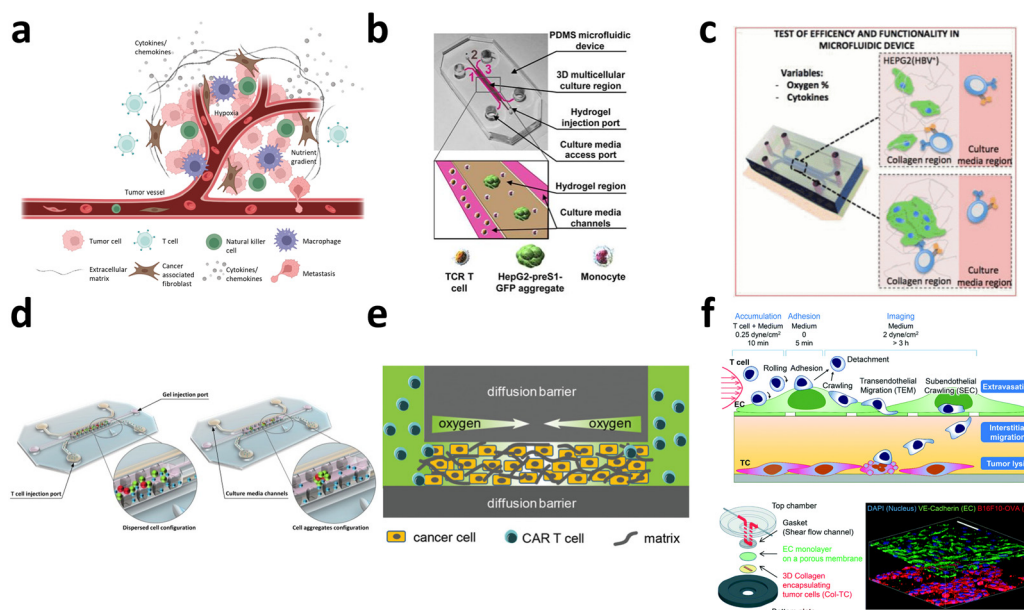 a
Cytokines/
chemokines
Hypoxia
Nutrient
gradient
Tumor vessel
Tumor cell
T cell
Natural killer
cell
Macrophage
Extracellular
matrix
Cancer
associated
fibroblast
Cytokines/
chemokines
Metastasis
b
2
3
1
PDMS microfluidic
device
3D multicellular
culture region
Hydrogel
injection port
Culture media
access port
Hydrogel region
Culture media
channels
TCR T
cell
HepG2-preS1-
GFP aggregate
Monocyte
c
TEST OF EFFICENCY AND FUNCTIONALITY IN
MICROFLUIDIC DEVICE
Variables:
- Oxygen %
- Cytokines
HEPG2(HBV⁺)
Collagen region
Culture
media region
Collagen region
Culture
media region
d
Gel injection port
T cell injection port
Culture media channels
Dispersed cell configuration
Cell aggregates configuration
e
diffusion barrier
oxygen
oxygen
diffusion barrier
cancer cell
CAR T cell
matrix
f
Accumulation
T cell + Medium
0.25 dyne/cm²
10 min
Adhesion
Medium
0
5 min
Imaging
Medium
2 dyne/cm²
> 3 h
T cell
Rolling
Adhesion
Detachment
Crawling
Transendothelial
Migration (TEM)
Subendothelial
Crawling (SEC)
EC
Extravasati
Interstitia
migration
TC
Tumor lysi
Top chamber
Gasket
(Shear flow channel)
EC monolayer
on a porous membrane
3D Collagen
encapsulating
tumor cells (Col-TC)
DAPI (Nucleus) VE-Cadherin (EC) B16F10-OVA (